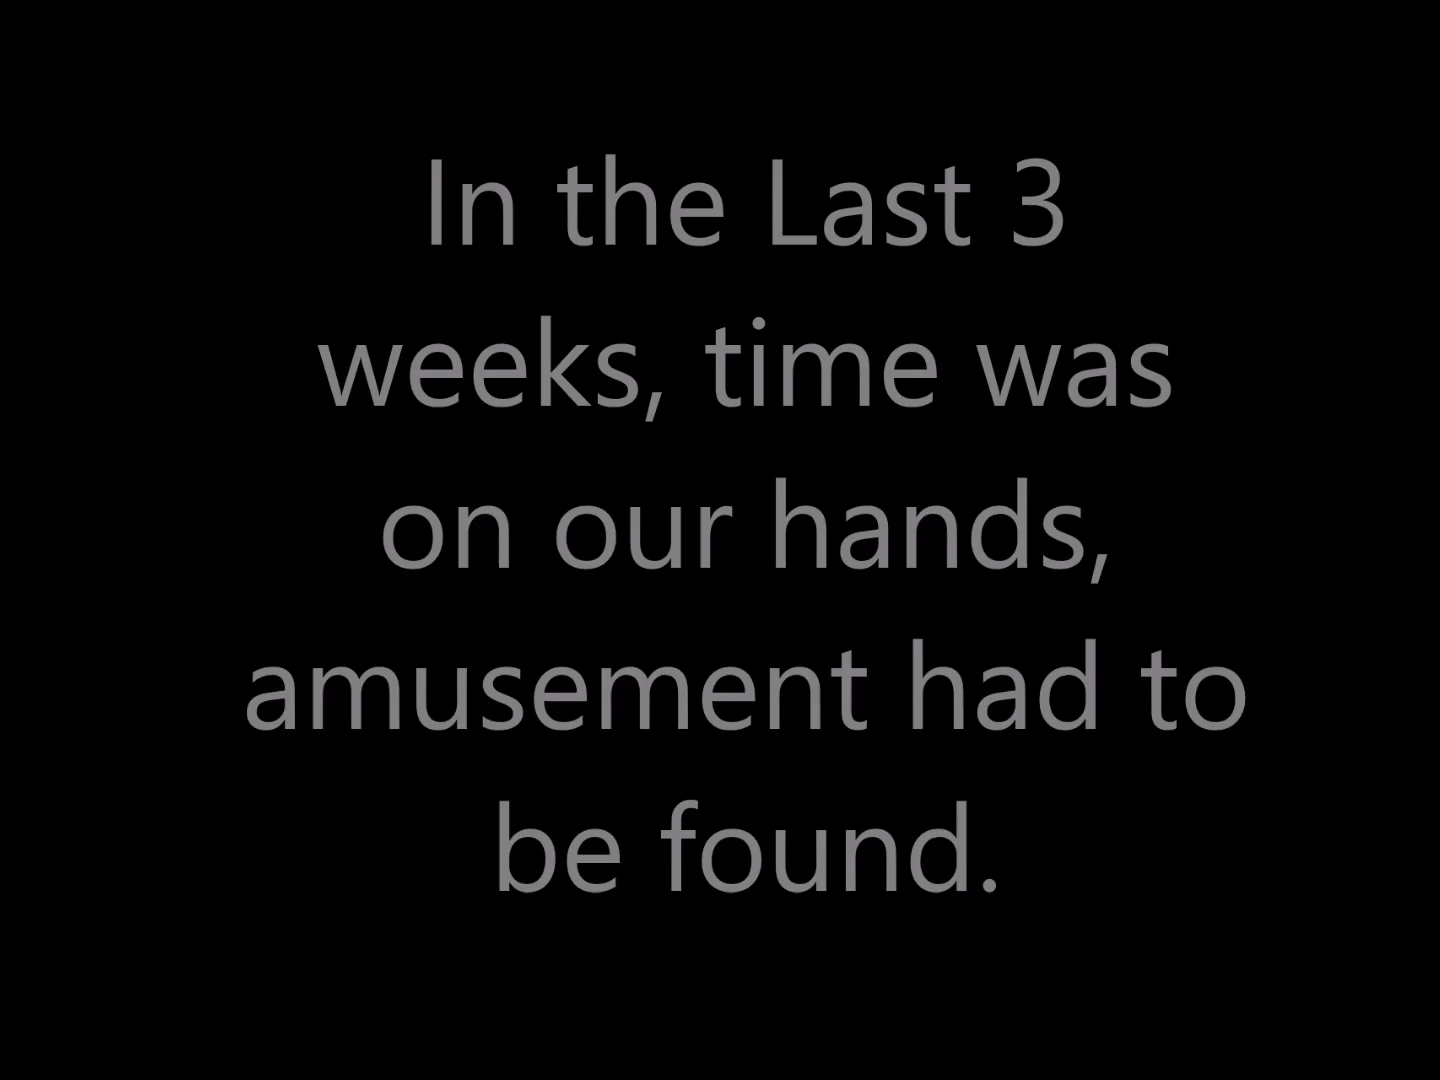 In the Last 3
weeks, time was
on our hands,
amusement had to
be found.